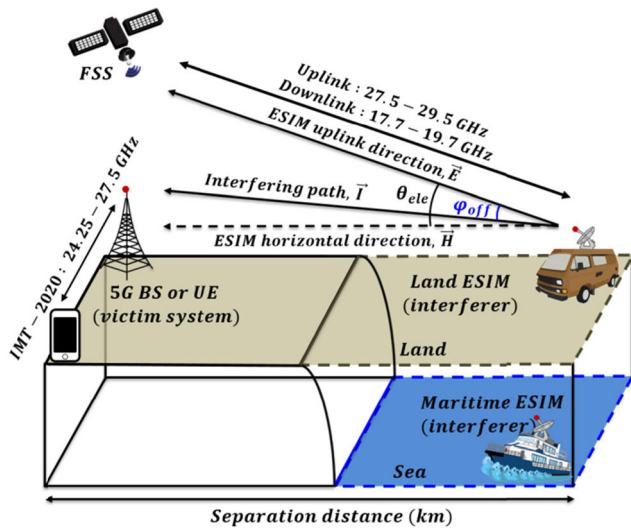 FSS
Uplink : 27.5 − 29.5 GHz
Downlink : 17.7 − 19.7 GHz
ESIM uplink direction, E⃗
Interfering path, I⃗
θele
φoff
ESIM horizontal direction, H⃗
IMT − 2020 : 24.25 − 27.5 GHz
5G BS or UE
(victim system)
Land ESIM
(interferer)
Land
Maritime ESIM
(interferer)
Sea
Separation distance (km)